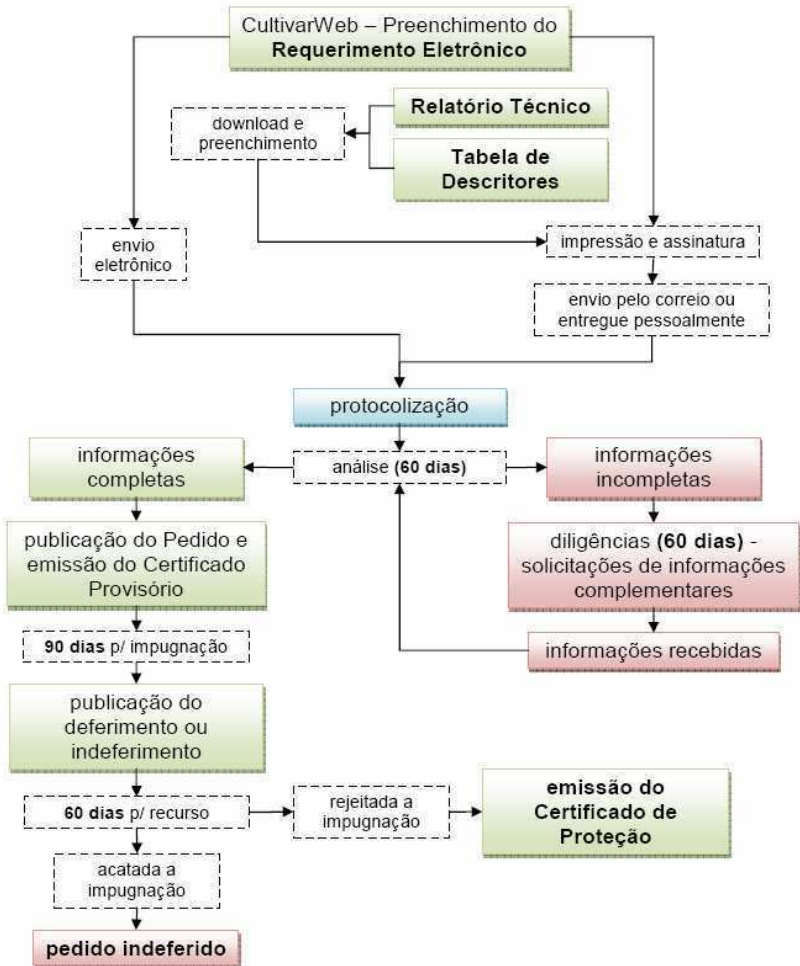 CultivarWeb – Preenchimento do
Requerimento Eletrônico
Relatório Técnico
download e
preenchimento
Tabela de
Descritores
envio
eletrônico
impressão e assinatura
envio pelo correio ou
entregue pessoalmente
protocolização
informações
completas
análise (60 dias)
informações
incompletas
publicação do Pedido e
emissão do Certificado
Provisório
diligências (60 dias) -
solicitações de informações
complementares
90 dias p/ impugnação
informações recebidas
publicação do
deferimento ou
indeferimento
60 dias p/ recurso
rejeitada a
impugnação
emissão do
Certificado de
Proteção
acatada a
impugnação
pedido indeferido